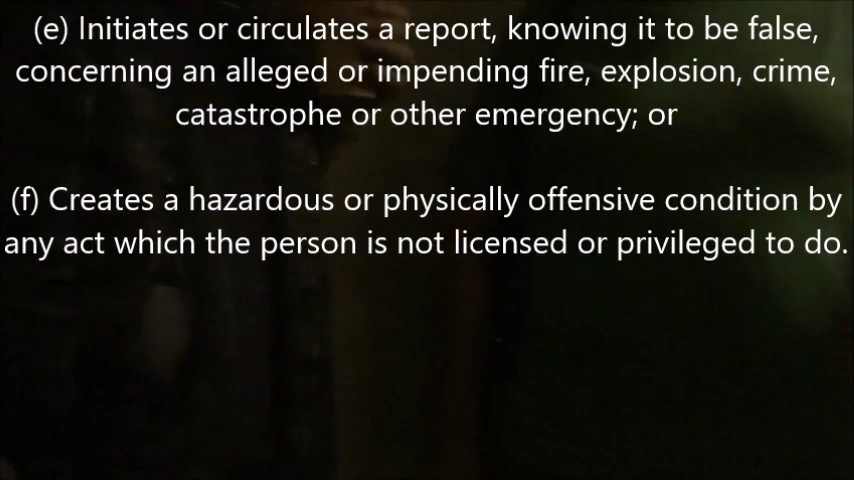 (e) Initiates or circulates a report, knowing it to be false,
concerning an alleged or impending fire, explosion, crime,
catastrophe or other emergency; or
(f) Creates a hazardous or physically offensive condition by
any act which the person is not licensed or privileged to do.